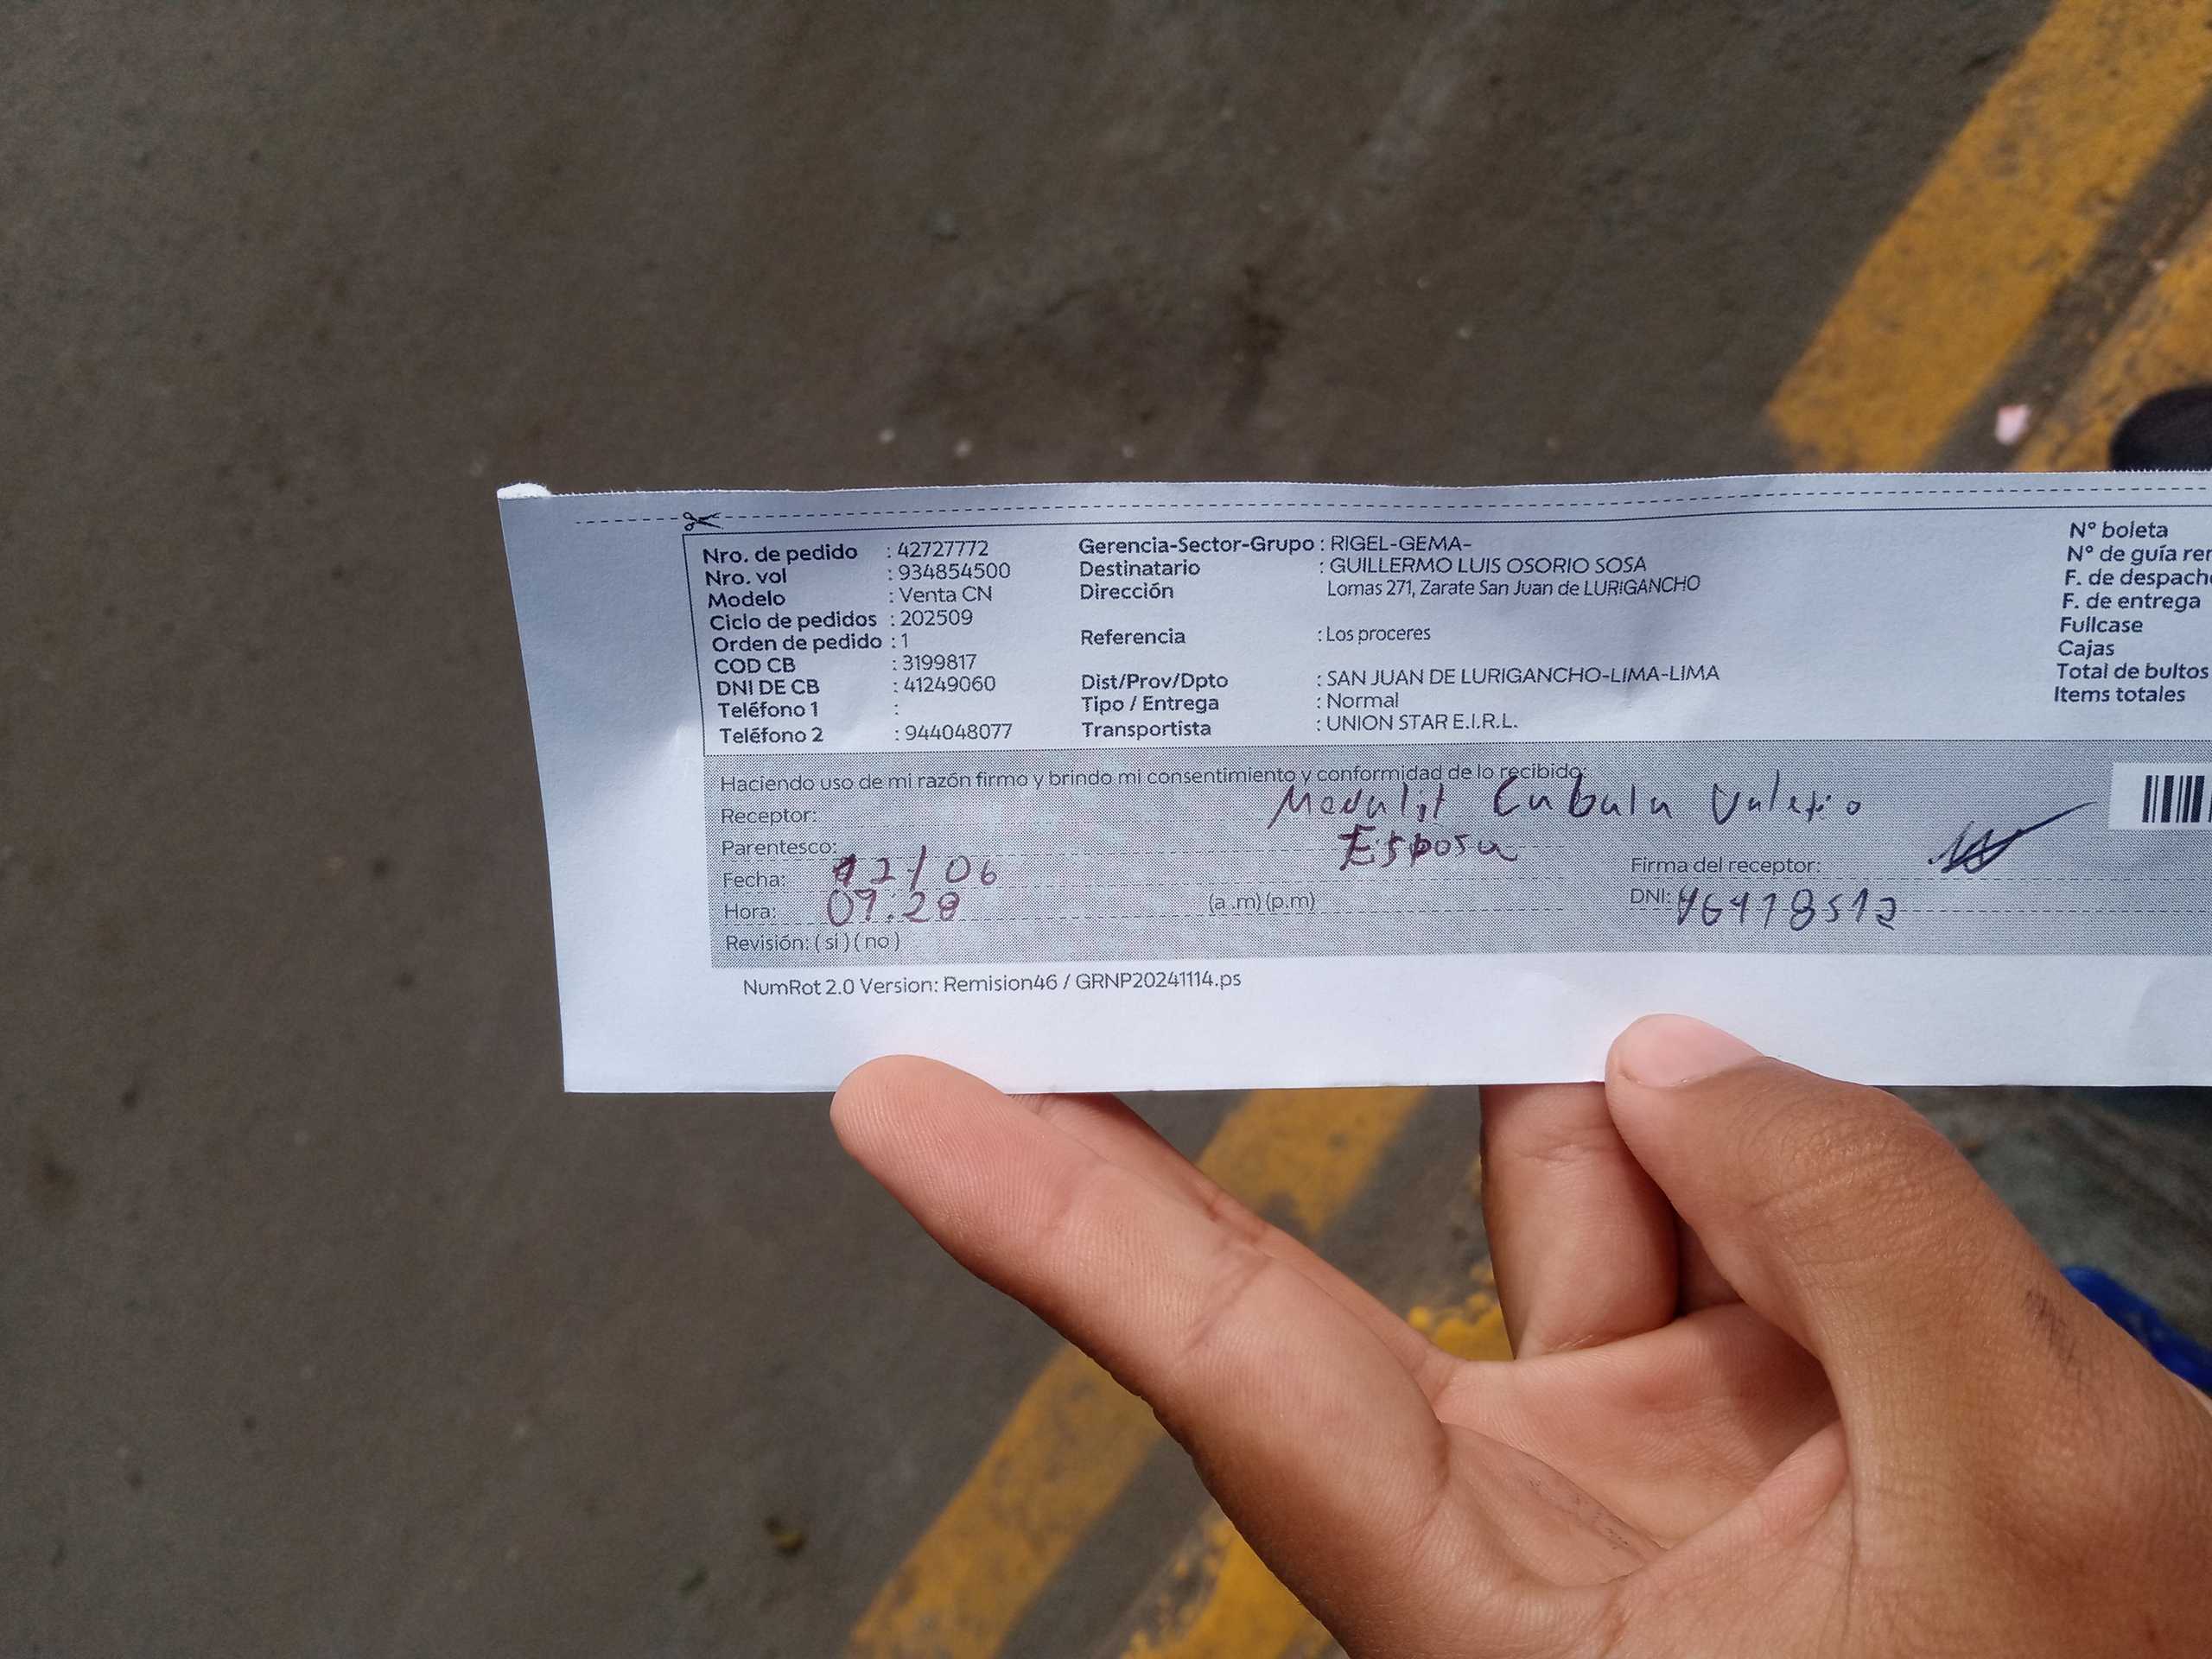 Nro. de pedido : 42727772
Nro. vol : 934854500
Modelo : Venta CN
Ciclo de pedidos : 202509
Orden de pedido : 1
COD CB : 3199817
DNI DE CB : 41249060
Teléfono 1 :
Teléfono 2 : 944048077
Gerencia-Sector-Grupo : RIGEL-GEMA-
Destinatario : GUILLERMO LUIS OSORIO SOSA
Dirección Lomas 271, Zarate San Juan de LURIGANCHO
Referencia : Los proceres
Dist/Prov/Dpto : SAN JUAN DE LURIGANCHO-LIMA-LIMA
Tipo / Entrega : Normal
Transportista : UNION STAR E.I.R.L.
N° boleta
N° de guía rer
F. de despacho
F. de entrega
Fullcase
Cajas
Total de bultos
Items totales
Haciendo uso de mi razón firmo y brindo mi consentimiento y conformidad de lo recibido:
Receptor: Cubula Valerio
Parentesco: Esposa
Fecha: 12/06
Hora: 09:28 (a .m) (p.m)
Revisión: ( si ) ( no )
Firma del receptor:
DNI:
NumRot 2.0 Version: Remision46 / GRNP20241114.ps